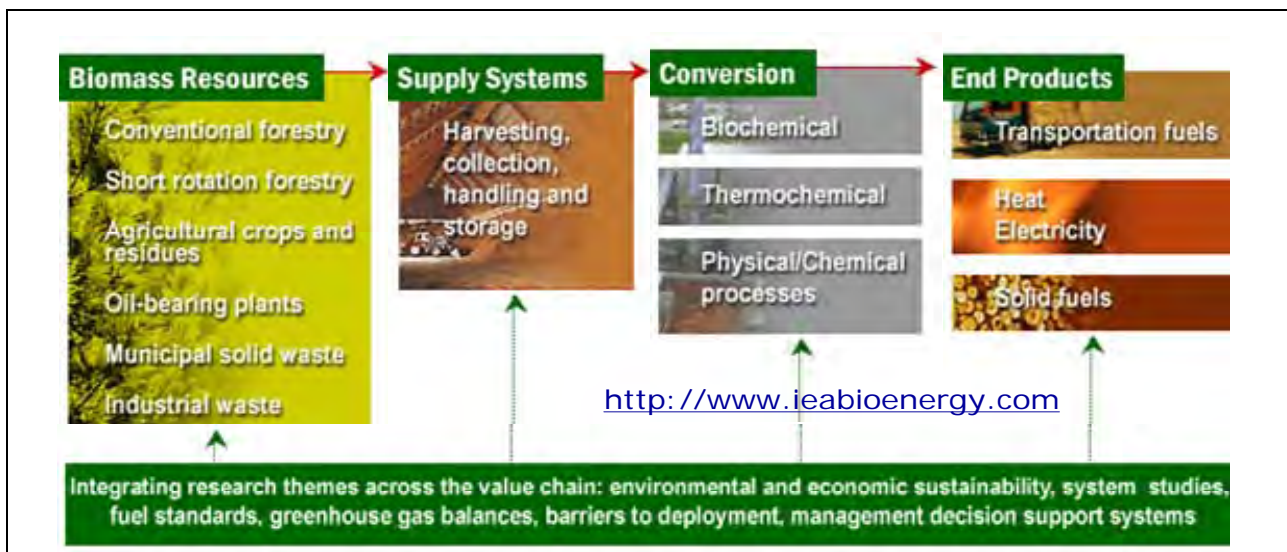 Biomass Resources
Conventional forestry
Short rotation forestry
Agricultural crops and
residues
Oil-bearing plants
Municipal solid waste
Industrial waste
Supply Systems
Harvesting,
collection,
handling and
storage
Conversion
Biochemical
Thermochemical
Physical/Chemical
processes
End Products
Transportation fuels
Heat
Electricity
Solid fuels
http://www.ieabioenergy.com
Integrating research themes across the value chain: environmental and economic sustainability, system studies,
fuel standards, greenhouse gas balances, barriers to deployment, management decision support systems